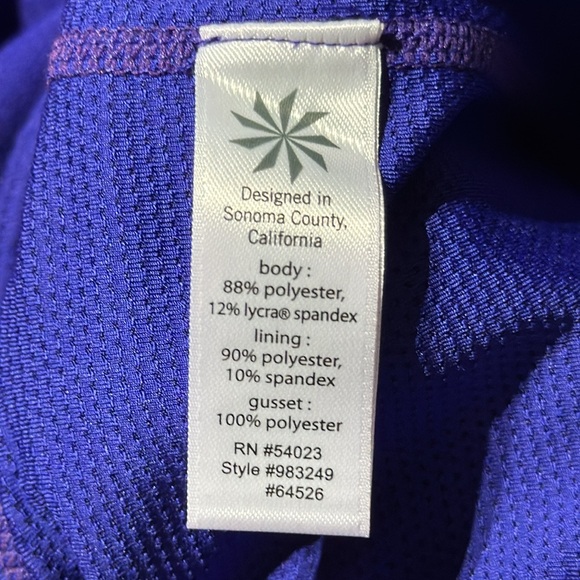 Designed in
Sonoma County,
California
body :
88% polyester,
12% lycra® spandex
lining :
90% polyester,
10% spandex
gusset :
100% polyester
RN #54023
Style #983249
#64526